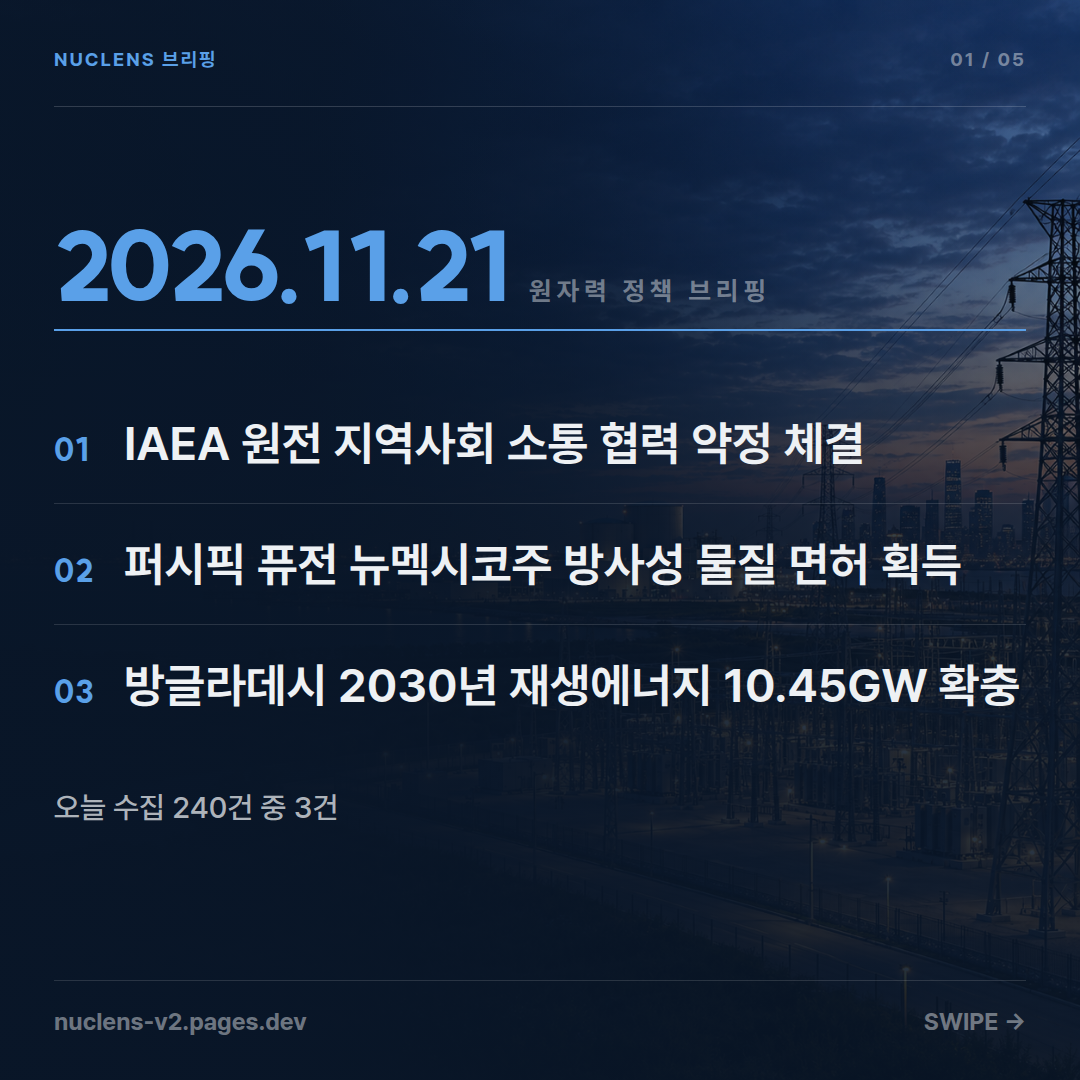 NUCLENS 브리핑
01 / 05
2026.11.21 원자력 정책 브리핑
01 IAEA 원전 지역사회 소통 협력 약정 체결
02 퍼시픽 퓨전 뉴멕시코주 방사성 물질 면허 획득
03 방글라데시 2030년 재생에너지 10.45GW 확충
오늘 수집 240건 중 3건
nuclens-v2.pages.dev
SWIPE →